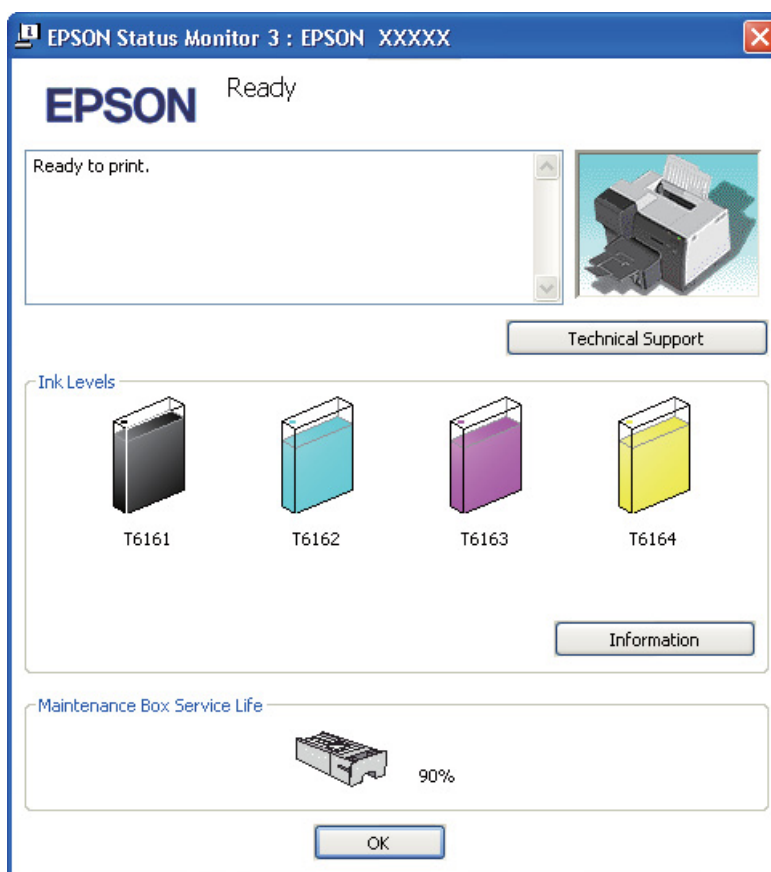 EPSON Status Monitor 3 : EPSON XXXXX
EPSON
Ready
Ready to print.
Technical Support
Ink Levels
T6161
T6162
T6163
T6164
Information
Maintenance Box Service Life
90%
OK